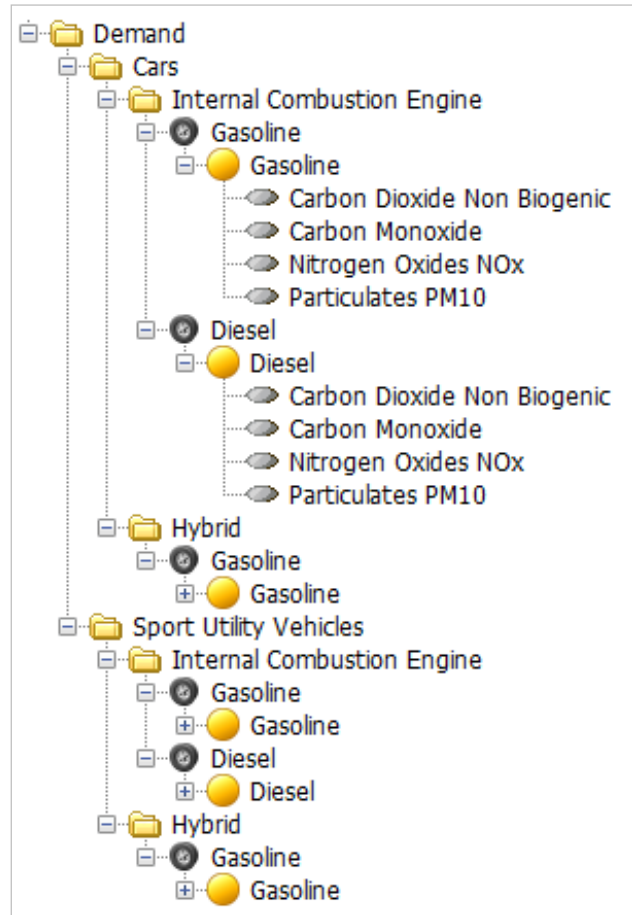 Demand
Cars
Internal Combustion Engine
Gasoline
Gasoline
Carbon Dioxide Non Biogenic
Carbon Monoxide
Nitrogen Oxides NOx
Particulates PM10
Diesel
Diesel
Carbon Dioxide Non Biogenic
Carbon Monoxide
Nitrogen Oxides NOx
Particulates PM10
Hybrid
Gasoline
Gasoline
Sport Utility Vehicles
Internal Combustion Engine
Gasoline
Gasoline
Diesel
Diesel
Hybrid
Gasoline
Gasoline